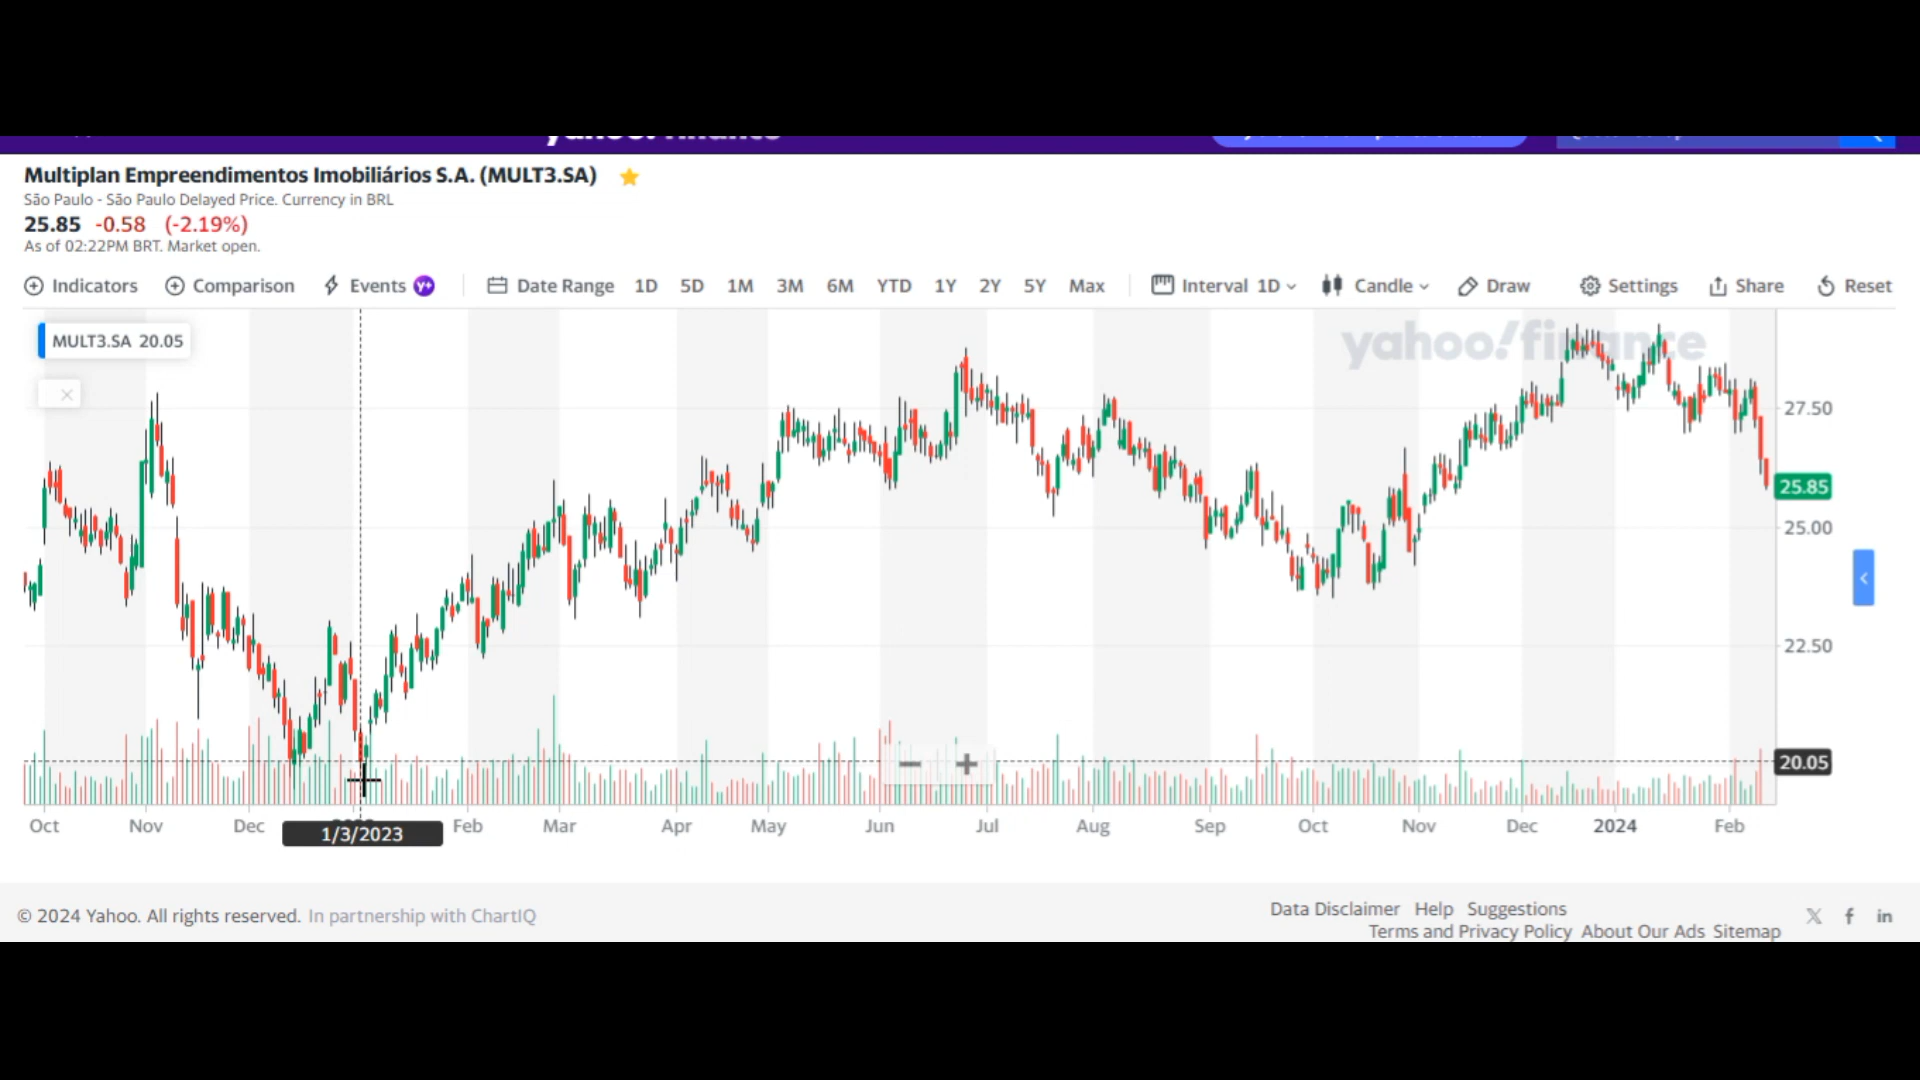 yahoo! finance
Multiplan Empreendimentos Imobiliários S.A. (MULT3.SA)
São Paulo - São Paulo Delayed Price. Currency in BRL
25.85 -0.58 (-2.19%)
As of 02:22PM BRT. Market open.
Indicators Comparison Events Y+ Date Range 1D 5D 1M 3M 6M YTD 1Y 2Y 5Y Max Interval 1D Candle Draw Settings Share Reset
MULT3.SA 20.05
yahoo!finance
27.50
25.85
25.00
22.50
20.05
Oct Nov Dec Feb Mar Apr May Jun Jul Aug Sep Oct Nov Dec 2024 Feb
1/3/2023
© 2024 Yahoo. All rights reserved. In partnership with ChartIQ
Data Disclaimer Help Suggestions
Terms and Privacy Policy About Our Ads Sitemap